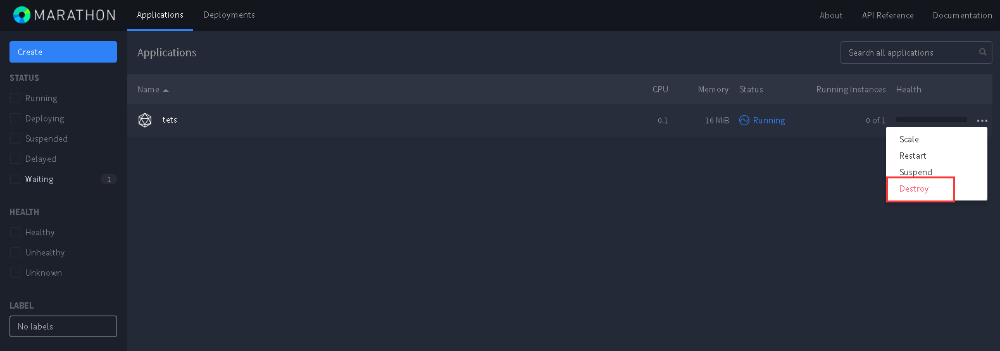 MARATHON
Applications
Deployments
About
API Reference
Documentation
Create
STATUS
Running
Deploying
Suspended
Delayed
Waiting 1
HEALTH
Healthy
Unhealthy
Unknown
LABEL
No labels
Applications
Search all applications
Name CPU Memory Status Running Instances Health
tets 0.1 16 MiB Running 0 of 1
Scale
Restart
Suspend
Destroy